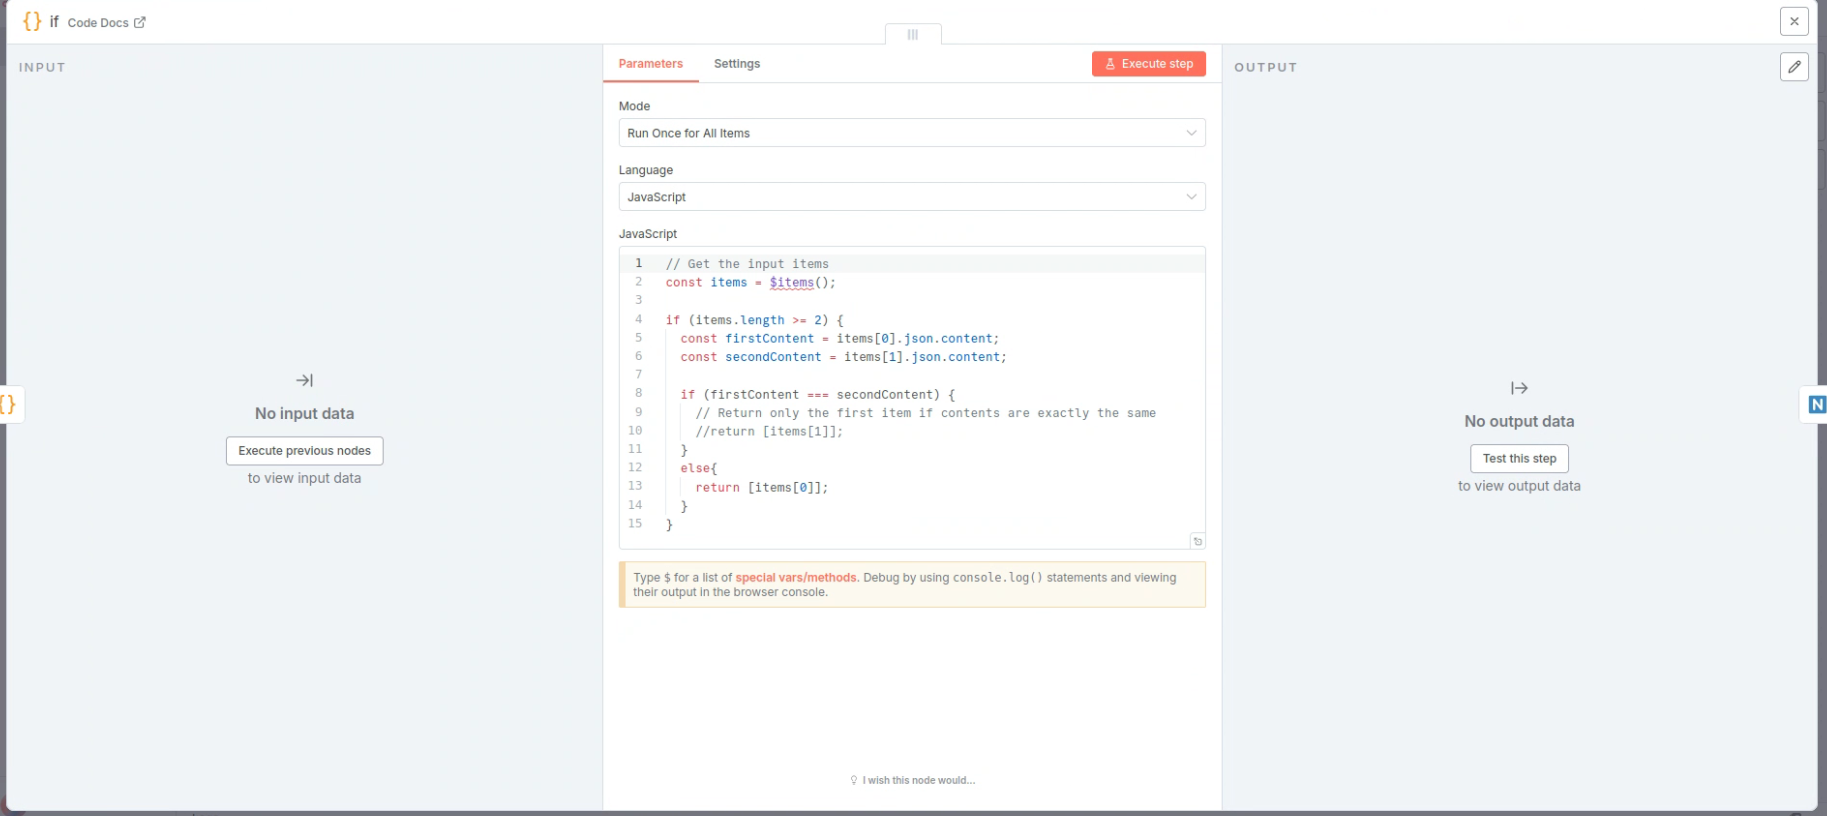 {} if Code Docs
INPUT
Parameters Settings Execute step
OUTPUT
Mode
Run Once for All Items
Language
JavaScript
JavaScript
1 // Get the input items
2 const items = $items();
3
4 if (items.length >= 2) {
5 const firstContent = items[0].json.content;
6 const secondContent = items[1].json.content;
7
8 if (firstContent === secondContent) {
9 // Return only the first item if contents are exactly the same
10 //return [items[1]];
11 }
12 else{
13 return [items[0]];
14 }
15 }
No input data
Execute previous nodes
to view input data
{}
No output data
Test this step
to view output data
N
Type $ for a list of special vars/methods. Debug by using console.log() statements and viewing
their output in the browser console.
I wish this node would...